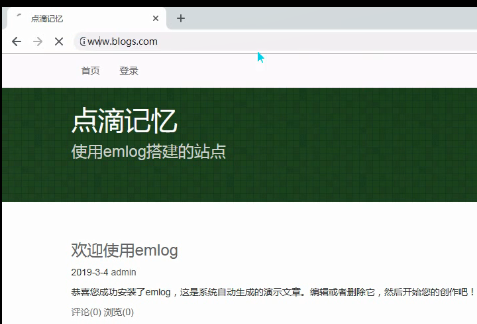 点滴记忆
www.blogs.com
首页 登录
点滴记忆
使用emlog搭建的站点
欢迎使用emlog
2019-3-4 admin
恭喜您成功安装了emlog，这是系统自动生成的演示文章。编辑或者删除它，然后开始您的创作吧！
评论(0) 浏览(0)